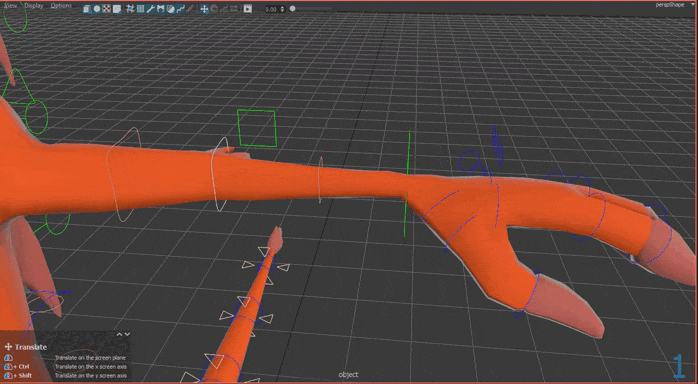 View Display Options
5.00
perspShape
Translate
Translate on the screen plane
+ Ctrl Translate on the x screen axis
+ Shift Translate on the y screen axis
object
1